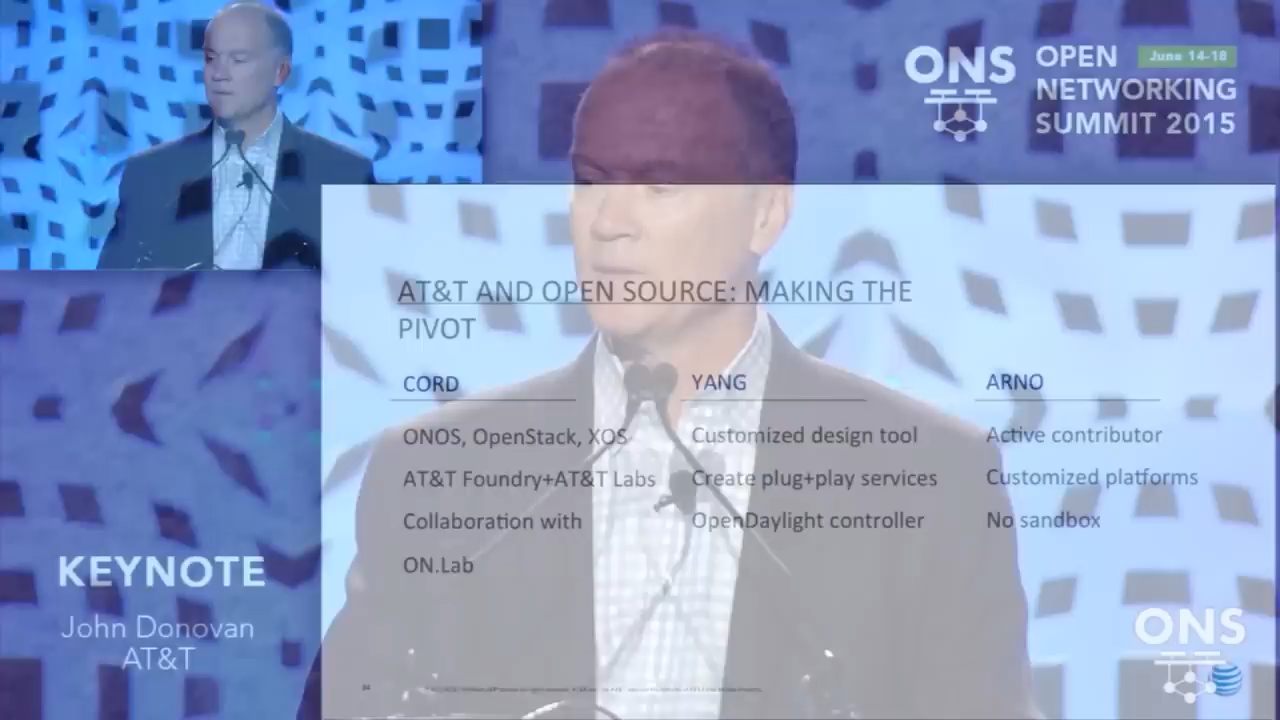 ONS
OPEN
June 14-18
NETWORKING
SUMMIT 2015
AT&T AND OPEN SOURCE: MAKING THE
PIVOT
CORD
ONOS, OpenStack, XOS
AT&T Foundry+AT&T Labs
Collaboration with
ON.Lab
YANG
Customized design tool
Create plug+play services
OpenDaylight controller
ARNO
Active contributor
Customized platforms
No sandbox
KEYNOTE
John Donovan
AT&T
ONS